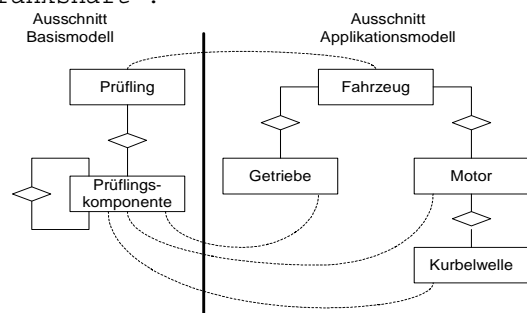 Ausschnitt
Basismodell
Ausschnitt
Applikationsmodell
Prüfling
Fahrzeug
Prüflings-
komponente
Getriebe
Motor
Kurbelwelle